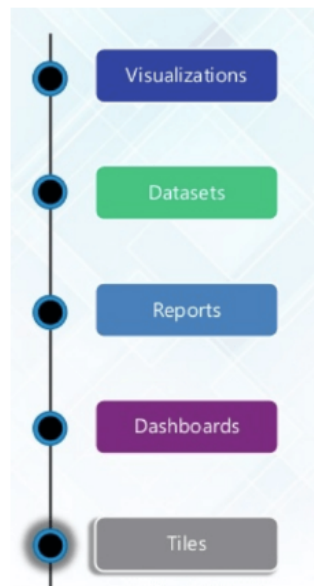 Visualizations
Datasets
Reports
Dashboards
Tiles